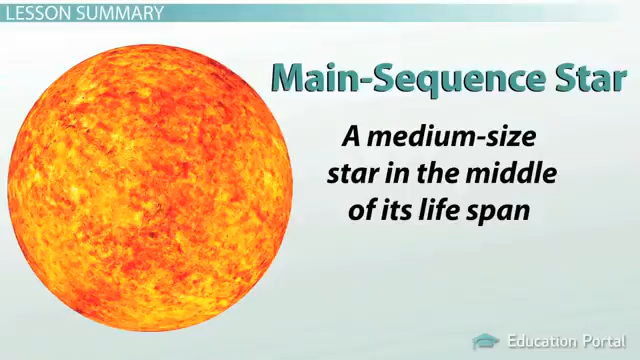 LESSON SUMMARY
Main-Sequence Star
A medium-size
star in the middle
of its life span
Education Portal